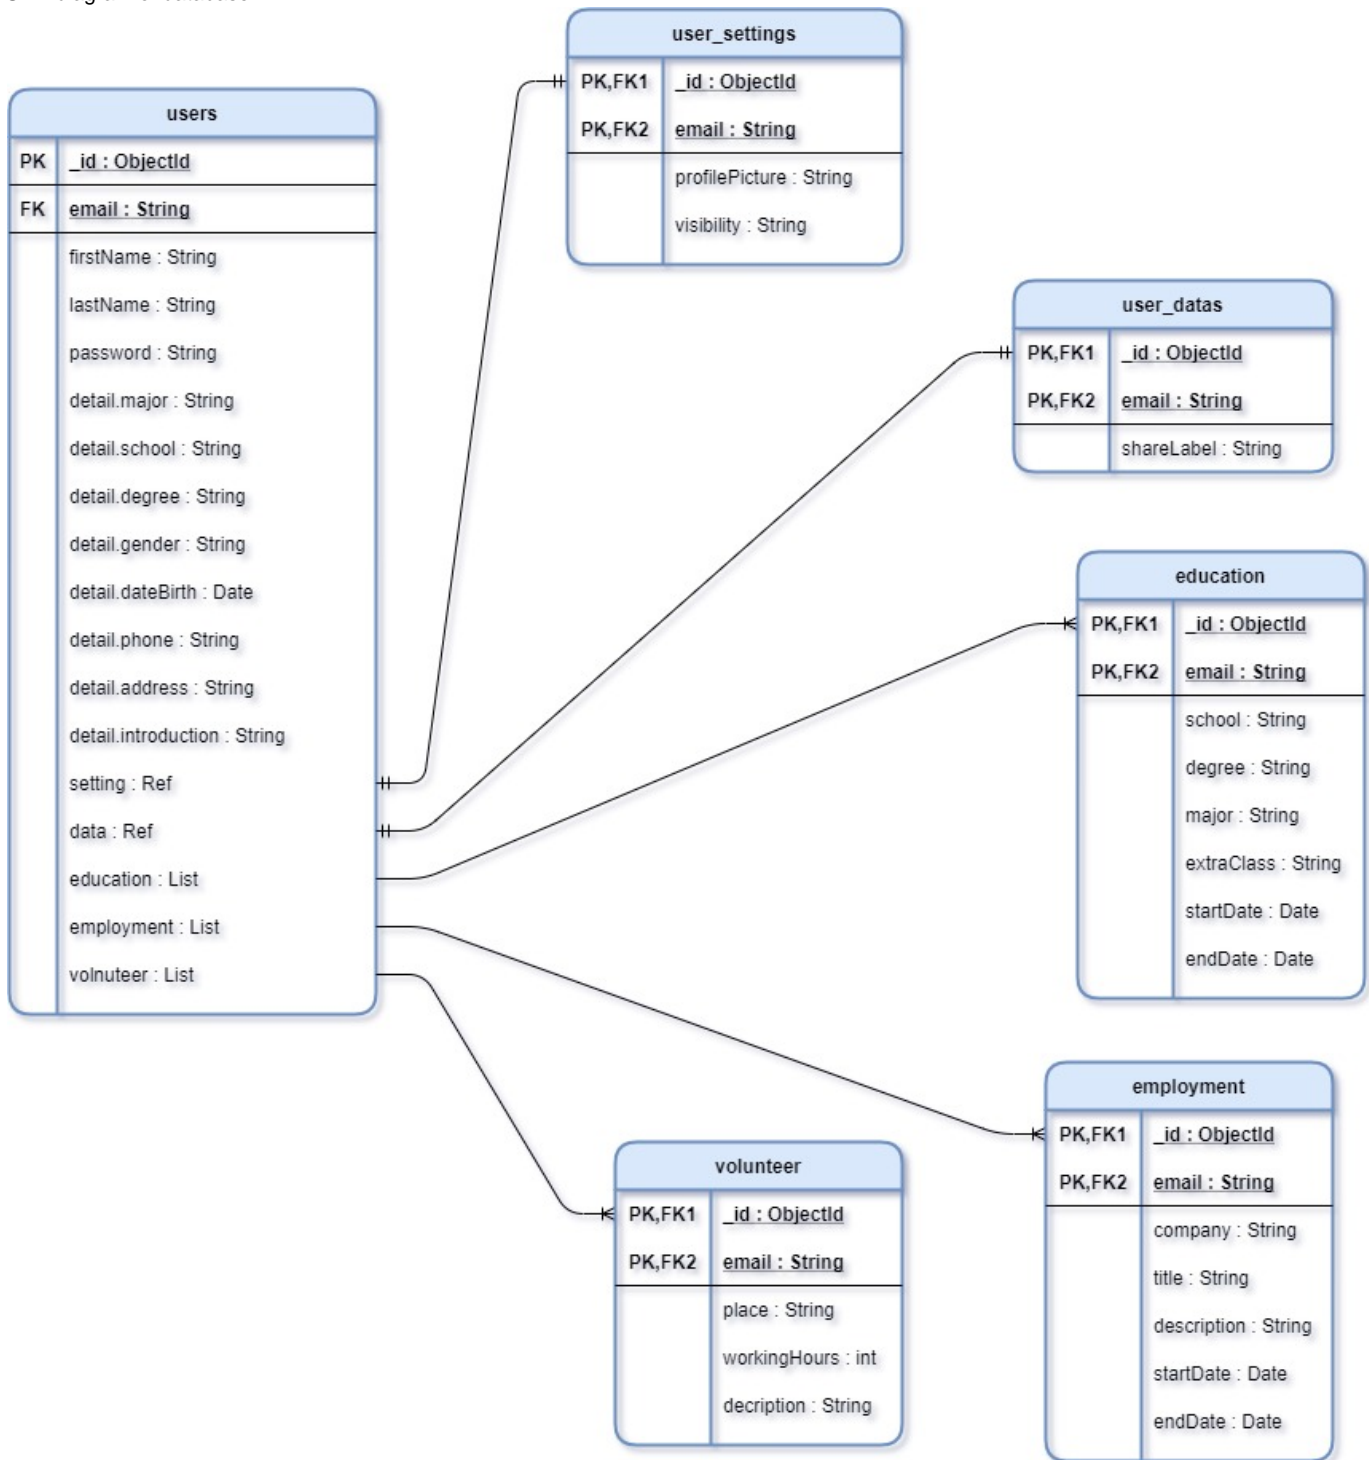 users
PK _id : ObjectId
FK email : String
firstName : String
lastName : String
password : String
detail.major : String
detail.school : String
detail.degree : String
detail.gender : String
detail.dateBirth : Date
detail.phone : String
detail.address : String
detail.introduction : String
setting : Ref
data : Ref
education : List
employment : List
volnuteer : List
user_settings
PK,FK1 _id : ObjectId
PK,FK2 email : String
profilePicture : String
visibility : String
user_datas
PK,FK1 _id : ObjectId
PK,FK2 email : String
shareLabel : String
education
PK,FK1 _id : ObjectId
PK,FK2 email : String
school : String
degree : String
major : String
extraClass : String
startDate : Date
endDate : Date
employment
PK,FK1 _id : ObjectId
PK,FK2 email : String
company : String
title : String
description : String
startDate : Date
endDate : Date
volunteer
PK,FK1 _id : ObjectId
PK,FK2 email : String
place : String
workingHours : int
decription : String